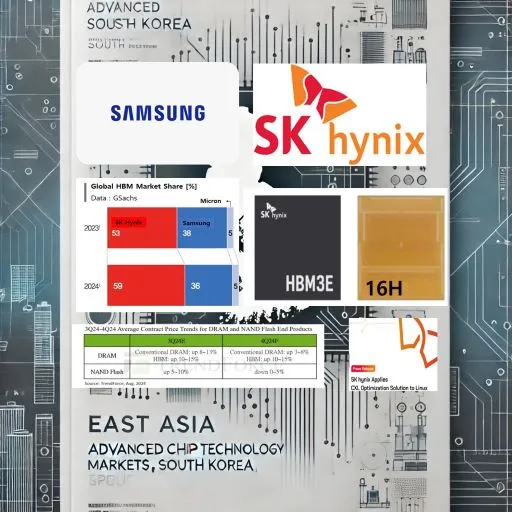 ADVANCED
SOUTH KOREA
SOUTH
SAMSUNG
SK hynix
Global HBM Market Share [%]
Data : GSachs
Micron
2023
SK Hynix
53
Samsung
38
5
2024
59
36
5
SK hynix
HBM3E
16H
3Q24-4Q24 Average Contract Price Trends for DRAM and NAND Flash End Products
3Q24E
4Q24F
DRAM
Conventional DRAM: up 8~13%
HBM: up 10~15%
Conventional DRAM: up 3~8%
HBM: up 10~15%
NAND Flash
up 5~10%
down 0~5%
Source: TrendForce, Aug, 2024
Press Release
SK hynix Applies
CXL Optimization Solution to Linux
EAST ASIA
ADVANCED CHIP TECHNOLOGY
MARKETS, SOUTH KOREA